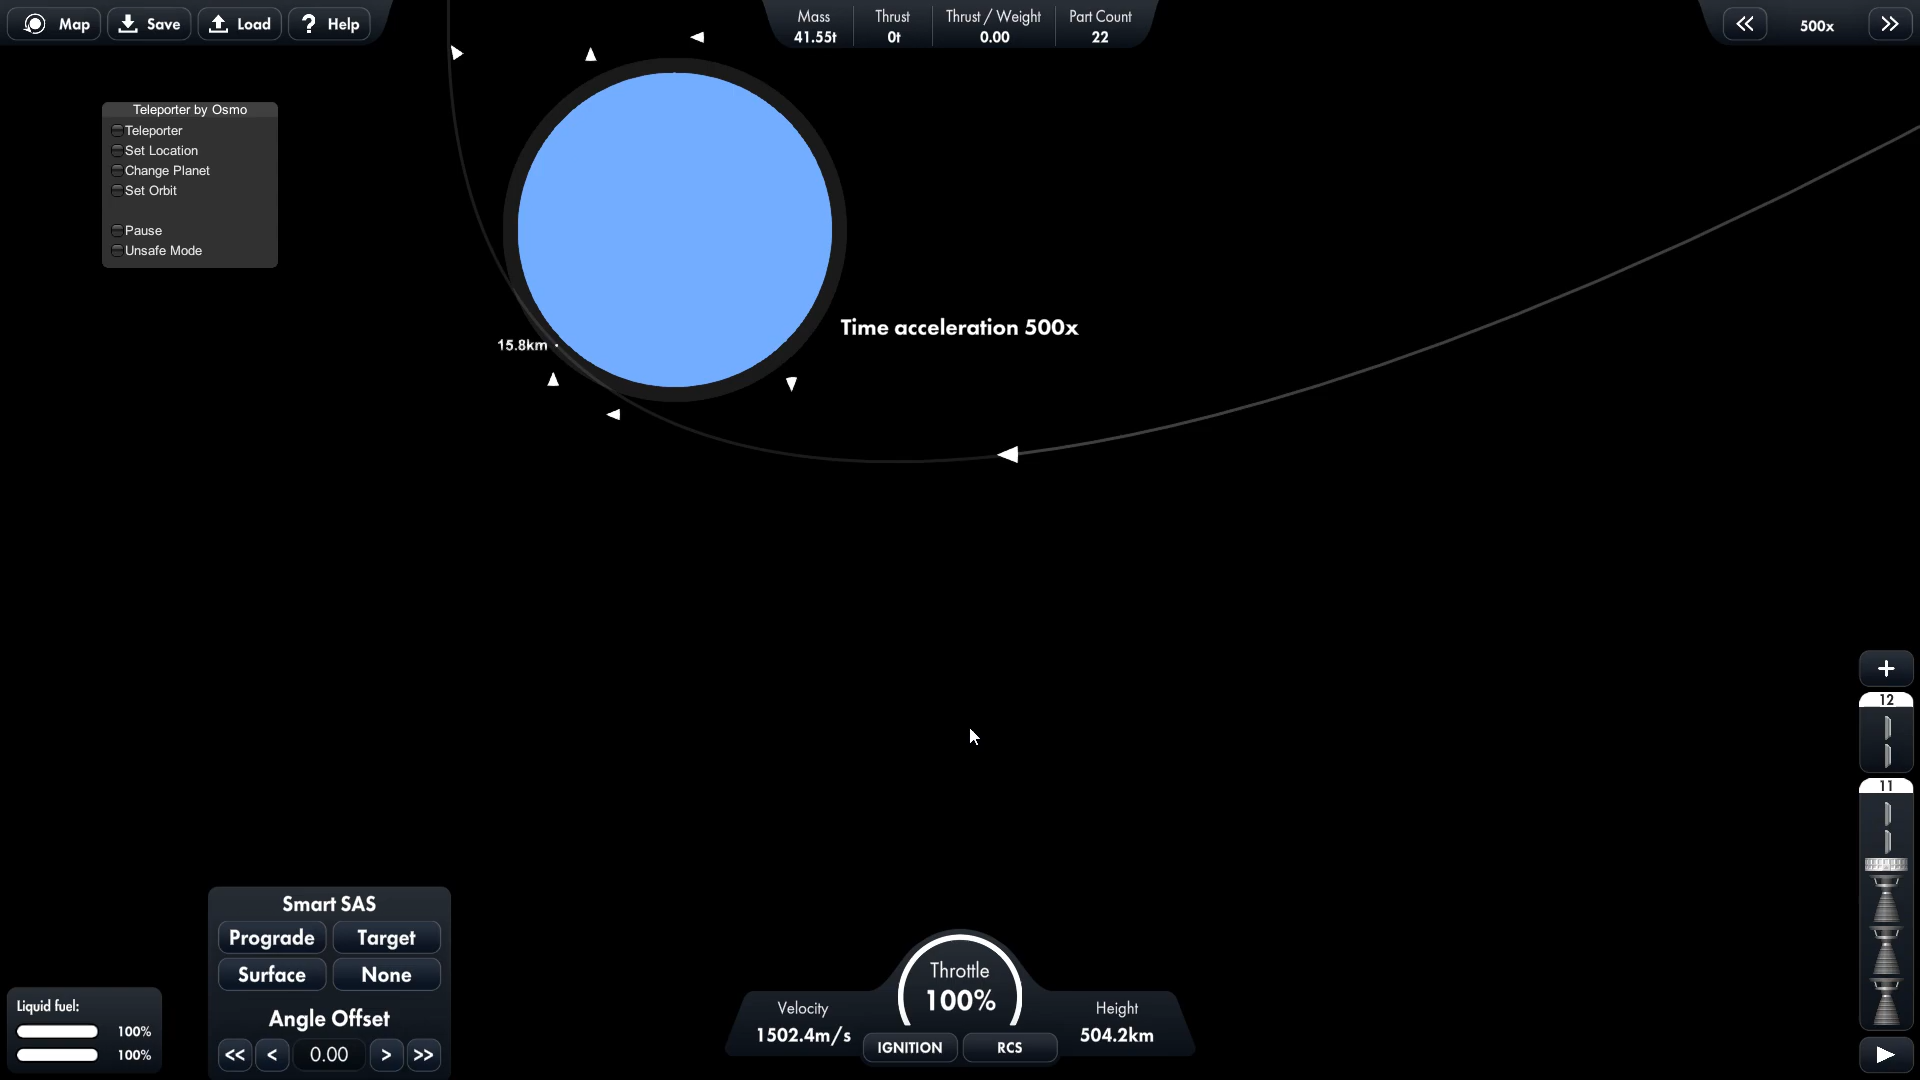 Map
Save
Load
? Help
Mass
41.55t
Thrust
0t
Thrust / Weight
0.00
Part Count
22
500x
Teleporter by Osmo
Teleporter
Set Location
Change Planet
Set Orbit
Pause
Unsafe Mode
Time acceleration 500x
15.8km
12
11
Smart SAS
Prograde
Target
Surface
None
Angle Offset
<<
<
0.00
>
>>
Liquid fuel:
100%
100%
Throttle
100%
Velocity
1502.4m/s
Height
504.2km
IGNITION
RCS